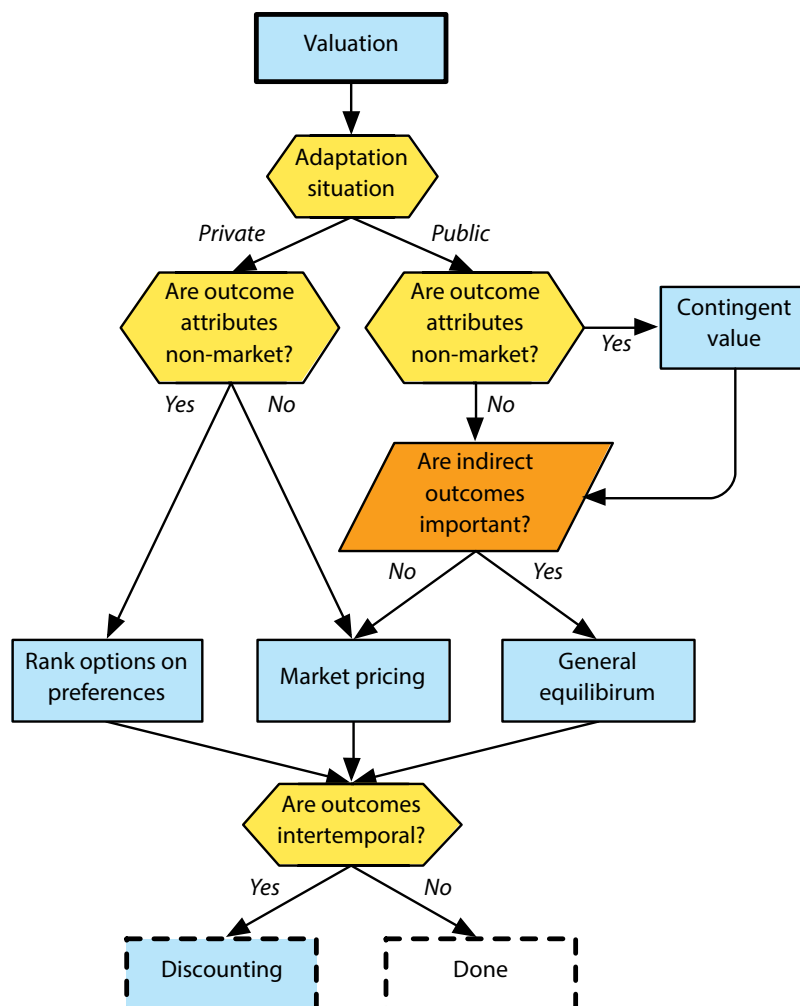 Valuation
Adaptation
situation
Private
Public
Are outcome
attributes
non-market?
Are outcome
attributes
non-market?
Yes
Contingent
value
Yes
No
No
Are indirect
outcomes
important?
No
Yes
Rank options on
preferences
Market pricing
General
equilibirum
Are outcomes
intertemporal?
Yes
No
Discounting
Done